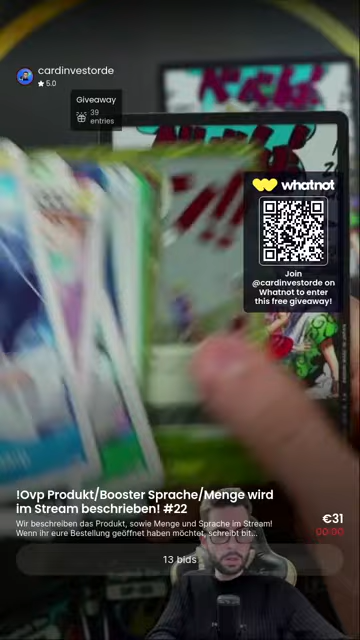 cardinvestorde
★ 5.0
Giveaway
39
entries
whatnot
Join
@cardinvestorde on
Whatnot to enter
this free giveaway!
!Ovp Produkt/Booster Sprache/Menge wird
im Stream beschrieben! #22
€31
Wir beschreiben das Produkt, sowie Menge und Sprache im Stream!
Wenn ihr eure Bestellung geöffnet haben möchtet, schreibt bit...
00:00
13 bids